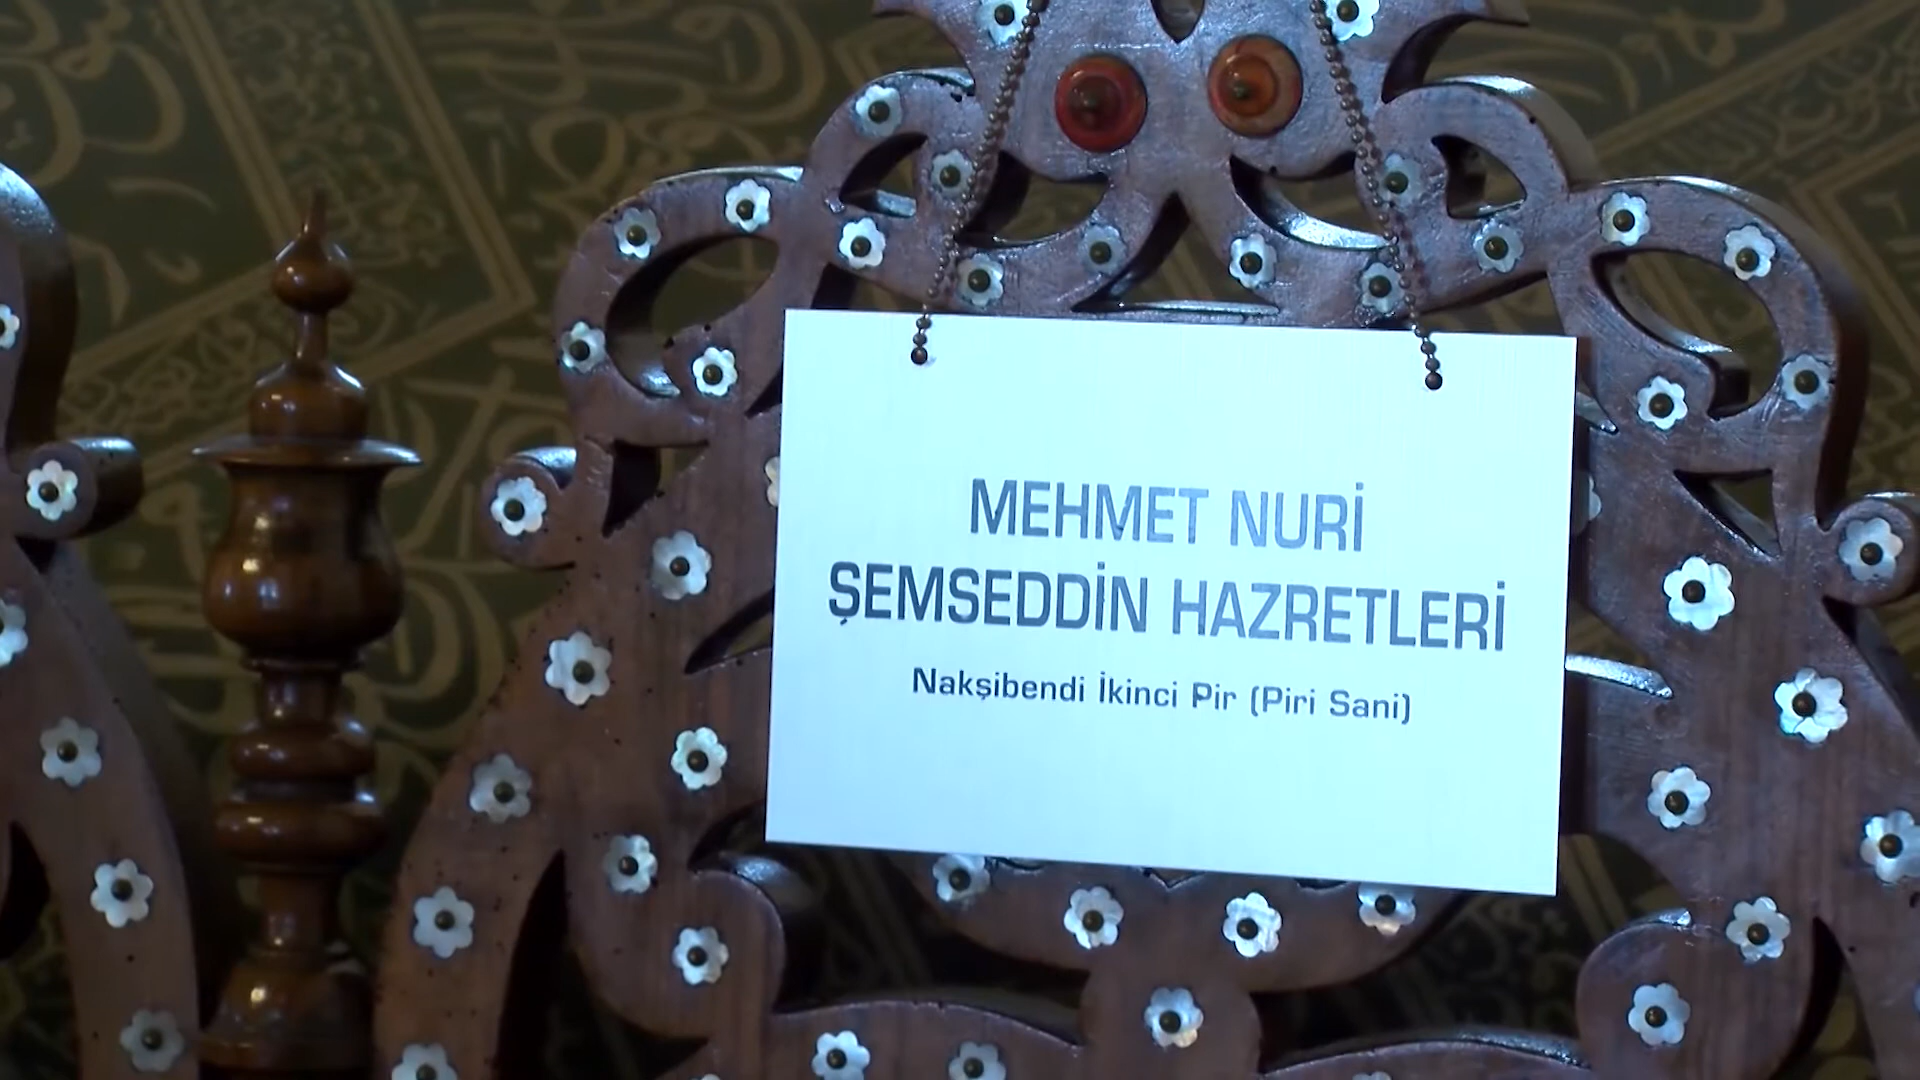 MEHMET NURİ
ŞEMSEDDİN HAZRETLERİ
Nakşibendi İkinci Pir (Piri Sani)